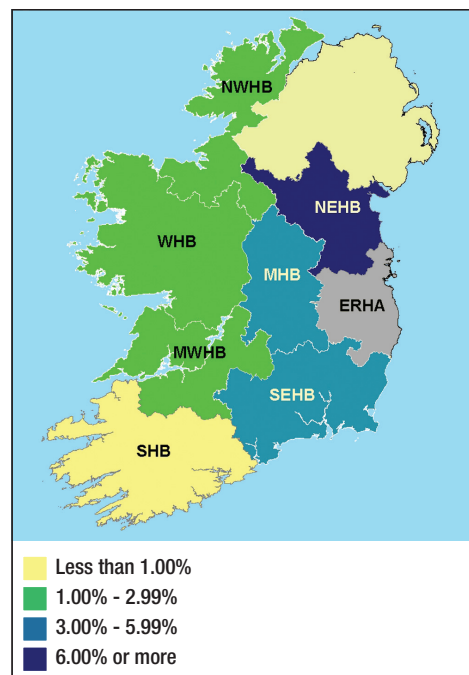 NWHB
NEHB
WHB
MHB
ERHA
MWHB
SEHB
SHB
Less than 1.00%
1.00% - 2.99%
3.00% - 5.99%
6.00% or more